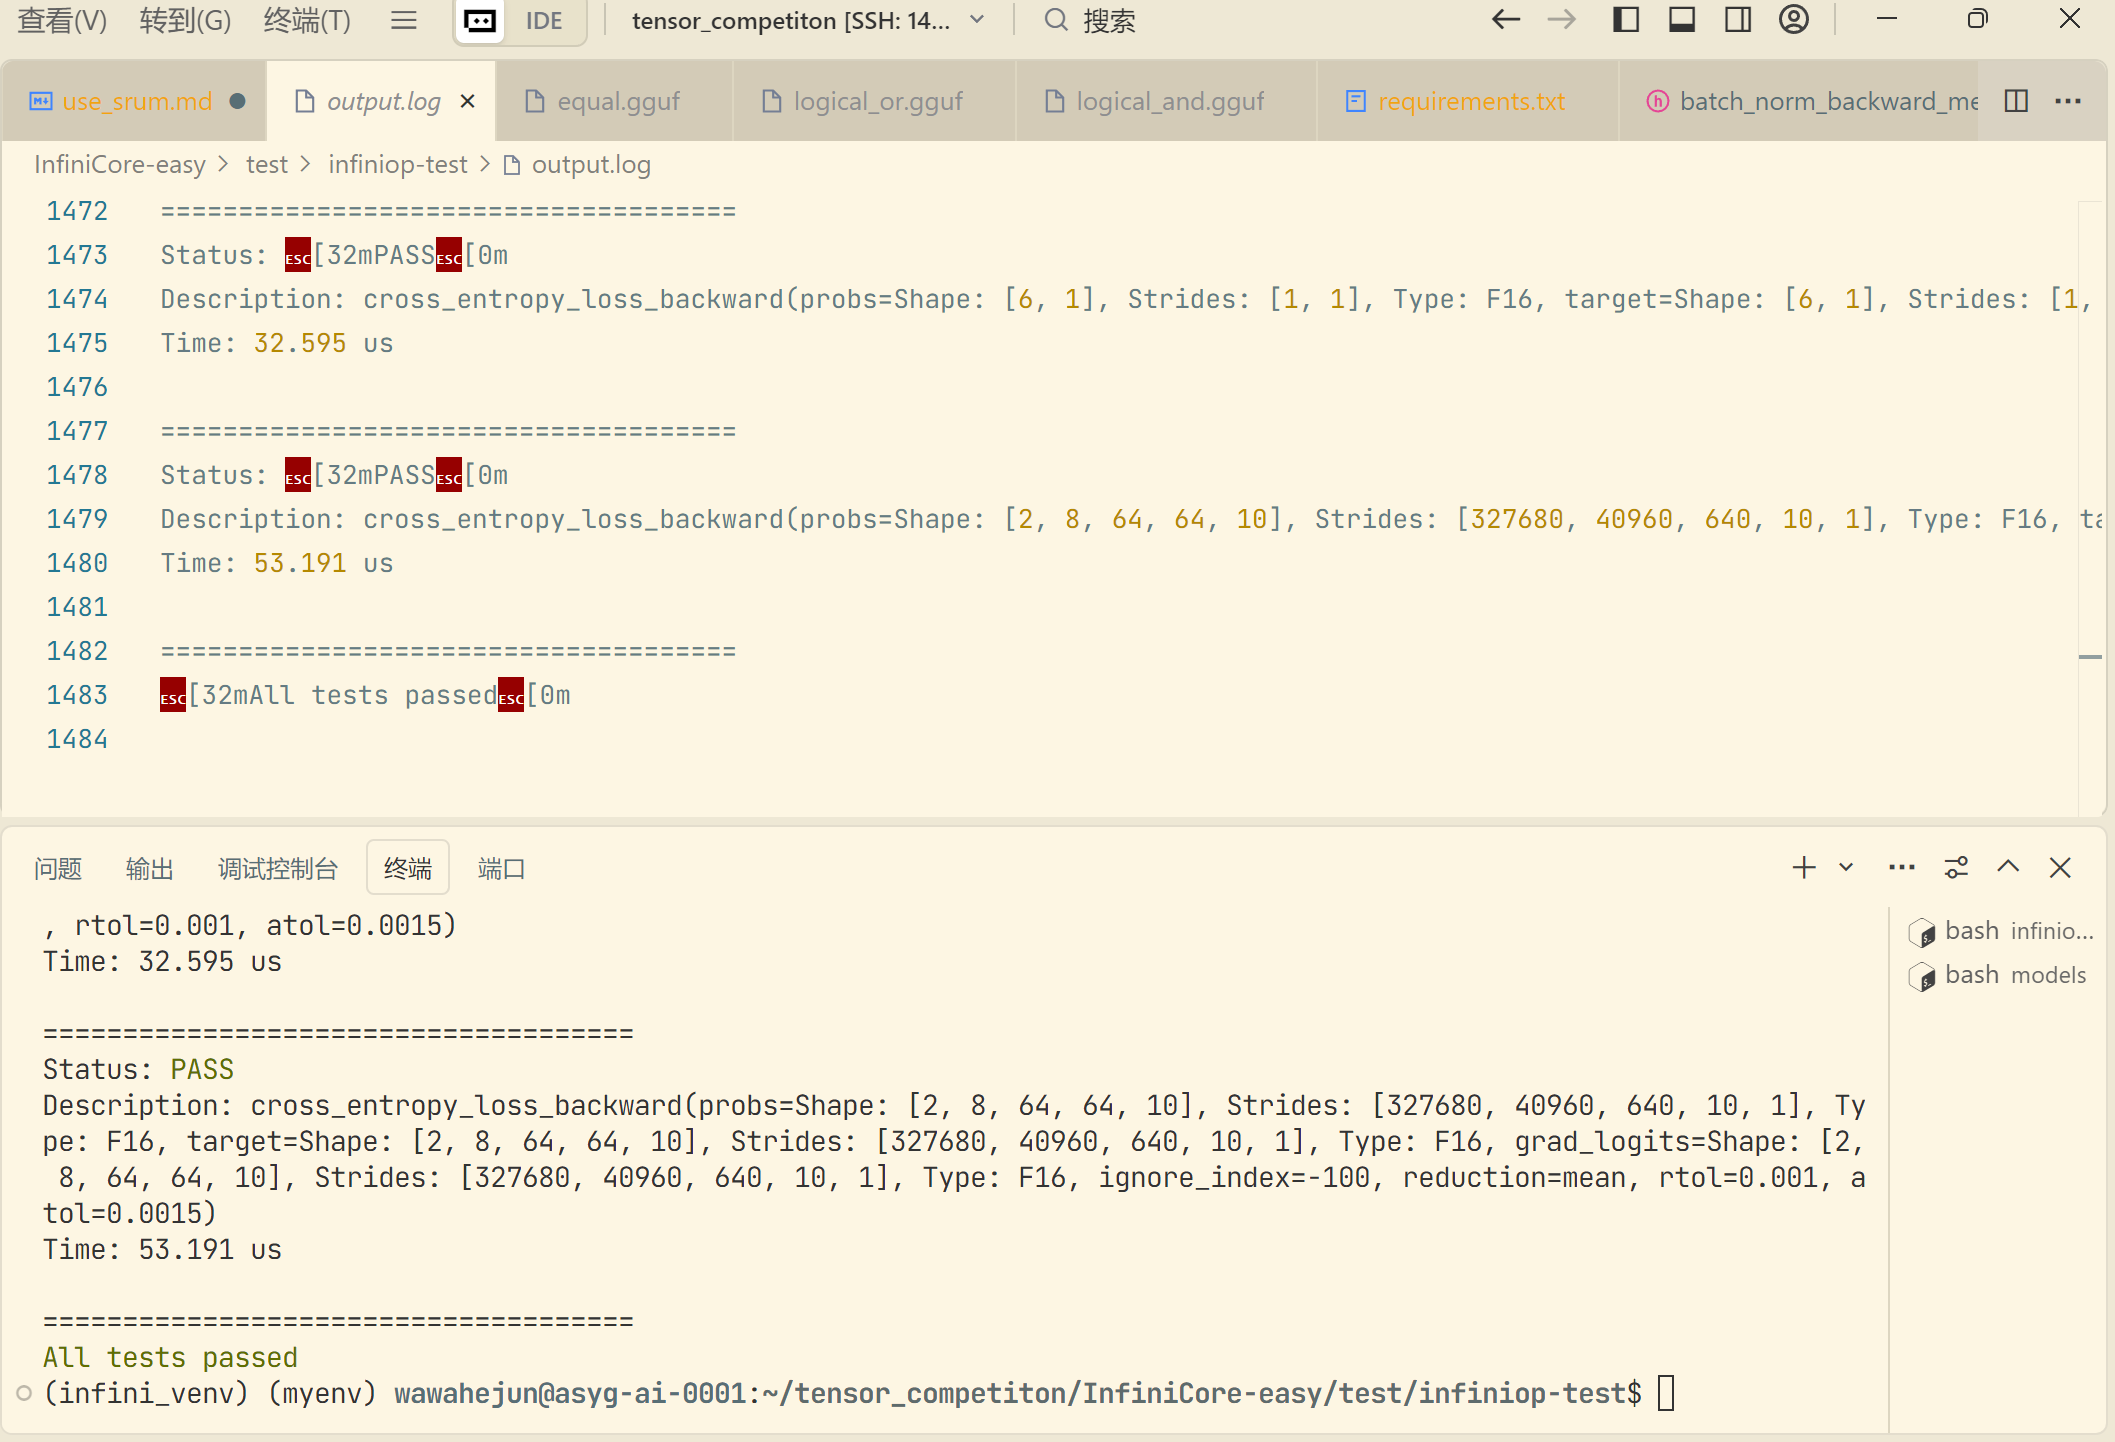 查看(V) 转到(G) 终端(T) IDE tensor_competiton [SSH: 14... 搜索
use_srum.md output.log equal.gguf logical_or.gguf logical_and.gguf requirements.txt batch_norm_backward_me
InfiniCore-easy > test > infiniop-test > output.log
1472 =====================================
1473 Status: ESC[32mPASSESC[0m
1474 Description: cross_entropy_loss_backward(probs=Shape: [6, 1], Strides: [1, 1], Type: F16, target=Shape: [6, 1], Strides: [1,
1475 Time: 32.595 us
1476
1477 =====================================
1478 Status: ESC[32mPASSESC[0m
1479 Description: cross_entropy_loss_backward(probs=Shape: [2, 8, 64, 64, 10], Strides: [327680, 40960, 640, 10, 1], Type: F16, ta
1480 Time: 53.191 us
1481
1482 =====================================
1483 ESC[32mAll tests passedESC[0m
1484
问题 输出 调试控制台 终端 端口
, rtol=0.001, atol=0.0015)
Time: 32.595 us
=====================================
Status: PASS
Description: cross_entropy_loss_backward(probs=Shape: [2, 8, 64, 64, 10], Strides: [327680, 40960, 640, 10, 1], Ty
pe: F16, target=Shape: [2, 8, 64, 64, 10], Strides: [327680, 40960, 640, 10, 1], Type: F16, grad_logits=Shape: [2,
8, 64, 64, 10], Strides: [327680, 40960, 640, 10, 1], Type: F16, ignore_index=-100, reduction=mean, rtol=0.001, a
tol=0.0015)
Time: 53.191 us
=====================================
All tests passed
(infini_venv) (myenv) wawahejun@asyg-ai-0001:~/tensor_competiton/InfiniCore-easy/test/infiniop-test$
bash infinio...
bash models